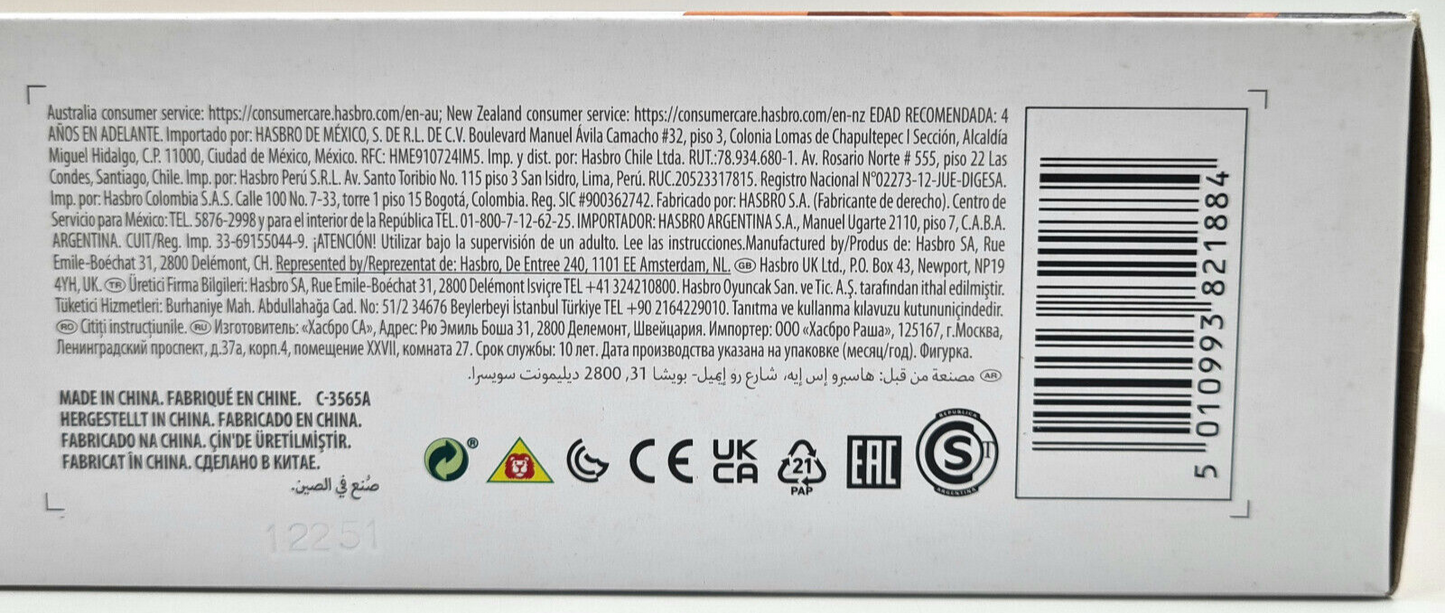 Australia consumer service: https://consumercare.hasbro.com/en-au; New Zealand consumer service: https://consumercare.hasbro.com/en-nz EDAD RECOMENDADA: 4
AÑOS EN ADELANTE. Importado por: HASBRO DE MÉXICO, S. DE R.L. DE C.V. Boulevard Manuel Ávila Camacho #32, piso 3, Colonia Lomas de Chapultepec I Sección, Alcaldía
Miguel Hidalgo, C.P. 11000, Ciudad de México, México. RFC: HME910724IM5. Imp. y dist. por: Hasbro Chile Ltda. RUT.:78.934.680-1. Av. Rosario Norte # 555, piso 22 Las
Condes, Santiago, Chile. Imp. por: Hasbro Perú S.R.L. Av. Santo Toribio No. 115 piso 3 San Isidro, Lima, Perú. RUC.20523317815. Registro Nacional N°02273-12-JUE-DIGESA.
Imp. por: Hasbro Colombia S.A.S. Calle 100 No. 7-33, torre 1 piso 15 Bogotá, Colombia. Reg. SIC #900362742. Fabricado por: HASBRO S.A. (Fabricante de derecho). Centro de
Servicio para México: TEL. 5876-2998 y para el interior de la República TEL. 01-800-7-12-62-25. IMPORTADOR: HASBRO ARGENTINA S.A., Manuel Ugarte 2110, piso 7, C.A.B.A.
ARGENTINA. CUIT/Reg. Imp. 33-69155044-9. ¡ATENCIÓN! Utilizar bajo la supervisión de un adulto. Lee las instrucciones.Manufactured by/Produs de: Hasbro SA, Rue
Emile-Boéchat 31, 2800 Delémont, CH. Represented by/Reprezentat de: Hasbro, De Entree 240, 1101 EE Amsterdam, NL. GB Hasbro UK Ltd., P.O. Box 43, Newport, NP19
4YH, UK. TR Üretici Firma Bilgileri: Hasbro SA, Rue Emile-Boéchat 31, 2800 Delémont İsviçre TEL +41 324210800. Hasbro Oyuncak San. ve Tic. A.Ş. tarafından ithal edilmiştir.
Tüketici Hizmetleri: Burhaniye Mah. Abdullahağa Cad. No: 51/2 34676 Beylerbeyi İstanbul Türkiye TEL +90 2164229010. Tanıtma ve kullanma kılavuzu kutununiçindedir.
RO Citiți instrucțiunile. RU Изготовитель: «Хасбро СА», Адрес: Рю Эмиль Боша 31, 2800 Делемонт, Швейцария. Импортер: ООО «Хасбро Раша», 125167, г.Москва,
Ленинградский проспект, д.37а, корп.4, помещение XXVII, комната 27. Срок службы: 10 лет. Дата производства указана на упаковке (месяц/год). Фигурка.
AR مصنعة من قبل: هاسبرو إس إيه، شارع رو إيميل- بويشا 31, 2800 ديليمونت سويسرا.
MADE IN CHINA. FABRIQUÉ EN CHINE. C-3565A
HERGESTELLT IN CHINA. FABRICADO EN CHINA.
FABRICADO NA CHINA. ÇİN'DE ÜRETİLMİŞTİR.
FABRICAT ÎN CHINA. СДЕЛАНО В КИТАЕ.
صُنع في الصين.
® CE UK CA 21 PAP EAC REPUBLICA S T ARGENTINA
5 010993 821884
12251